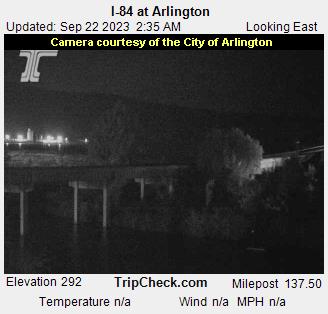 I-84 at Arlington
Updated: Sep 22 2023 2:35 AM Looking East
Camera courtesy of the City of Arlington
Elevation 292 TripCheck.com Milepost 137.50
Temperature n/a Wind n/a MPH n/a